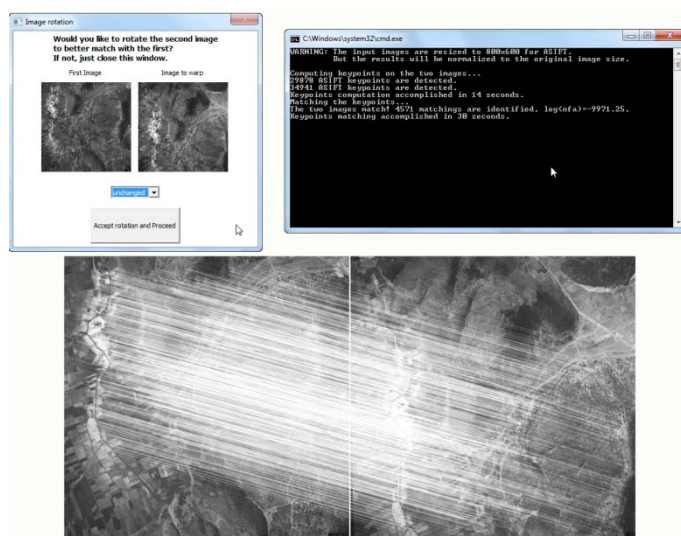 Image rotation
Would you like to rotate the second image
to better match with the first?
If not, just close this window.
First Image
Image to warp
unchanged
Accept rotation and Proceed
C:\Windows\system32\cmd.exe
WARNING: The input images are resized to 800x600 for ASIFT.
But the results will be normalized to the original image size.
Computing keypoints on the two images...
29878 ASIFT keypoints are detected.
34941 ASIFT keypoints are detected.
Keypoints computation accomplished in 14 seconds.
Matching the keypoints...
The two images match! 4571 matchings are identified. log(nfa)=-9971.25.
Keypoints matching accomplished in 30 seconds.